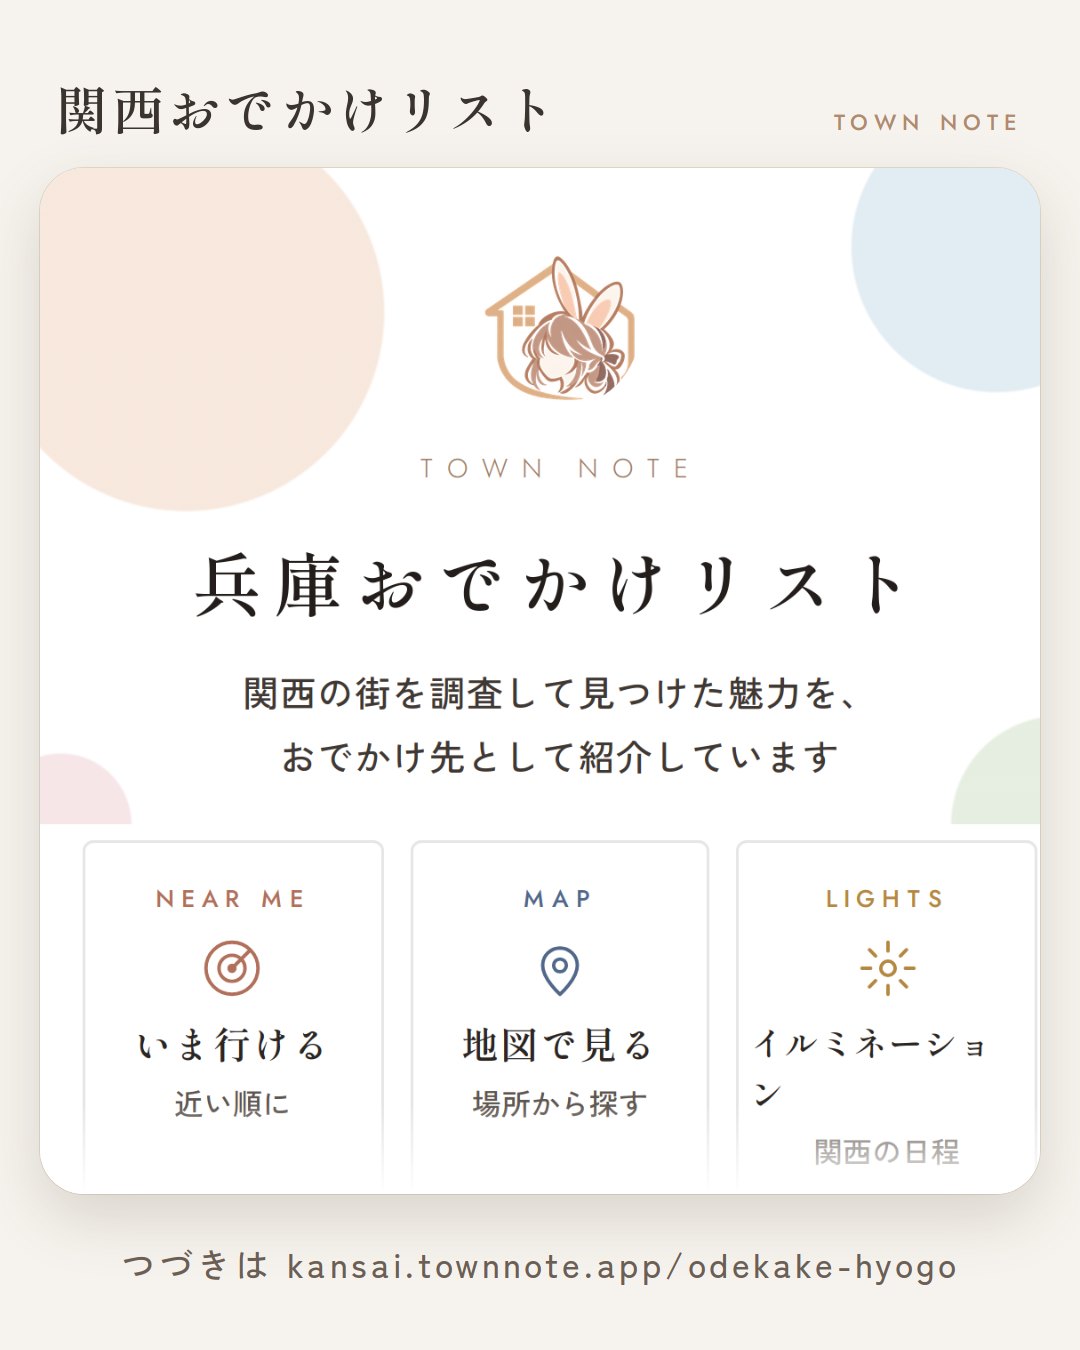 関西おでかけリスト
TOWN NOTE
TOWN NOTE
兵庫おでかけリスト
関西の街を調査して見つけた魅力を、
おでかけ先として紹介しています
NEAR ME
いま行ける
近い順に
MAP
地図で見る
場所から探す
LIGHTS
イルミネーショ
ン
関西の日程
つづきは kansai.townnote.app/odekake-hyogo